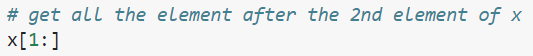 # get all the element after the 2nd element of x
x[1:]